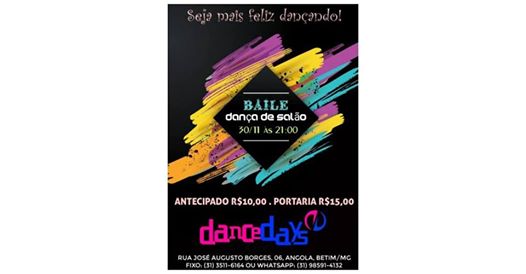 Seja mais feliz dançando!
BAILE
dança de salão
30/11 às 21:00
ANTECIPADO R$10,00 . PORTARIA R$15,00
dancedays
RUA JOSÉ AUGUSTO BORGES, 06, ANGOLA, BETIM/MG
FIXO: (31) 3511-6164 OU WHATSAPP: (31) 98591-4132